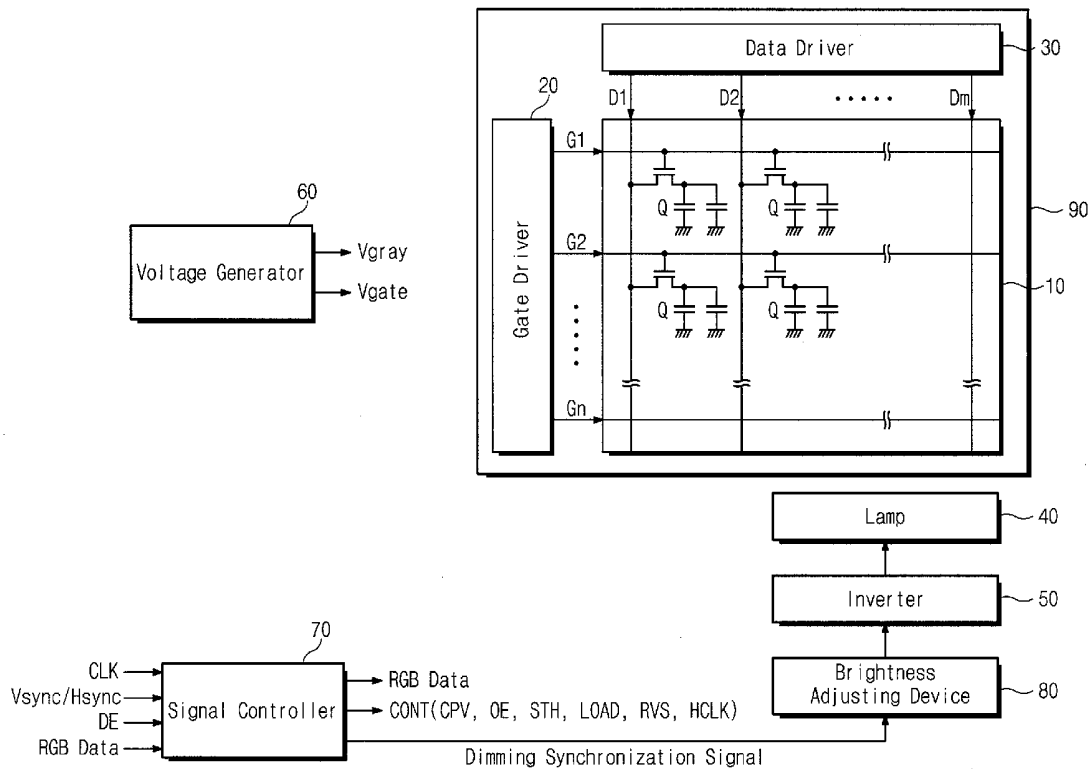 Data Driver
30
20
D1
D2
.....
Dm
G1
Q
Q
90
60
Voltage Generator
Vgray
Vgate
Gate Driver
G2
Q
Q
10
.....
Gn
Lamp
40
Inverter
50
70
CLK
Vsync/Hsync
DE
RGB Data
Signal Controller
RGB Data
CONT(CPV, OE, STH, LOAD, RVS, HCLK)
Dimming Synchronization Signal
Brightness
Adjusting Device
80